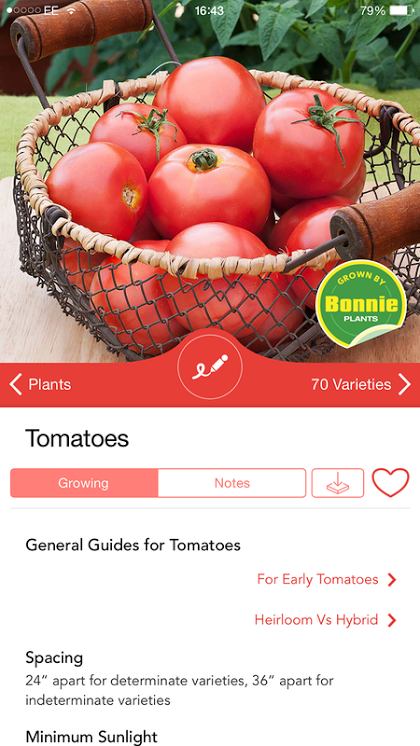 EE 16:43 79%
GROWN BY
Bonnie
PLANTS
Plants 70 Varieties
Tomatoes
Growing Notes
General Guides for Tomatoes
For Early Tomatoes
Heirloom Vs Hybrid
Spacing
24” apart for determinate varieties, 36” apart for
indeterminate varieties
Minimum Sunlight